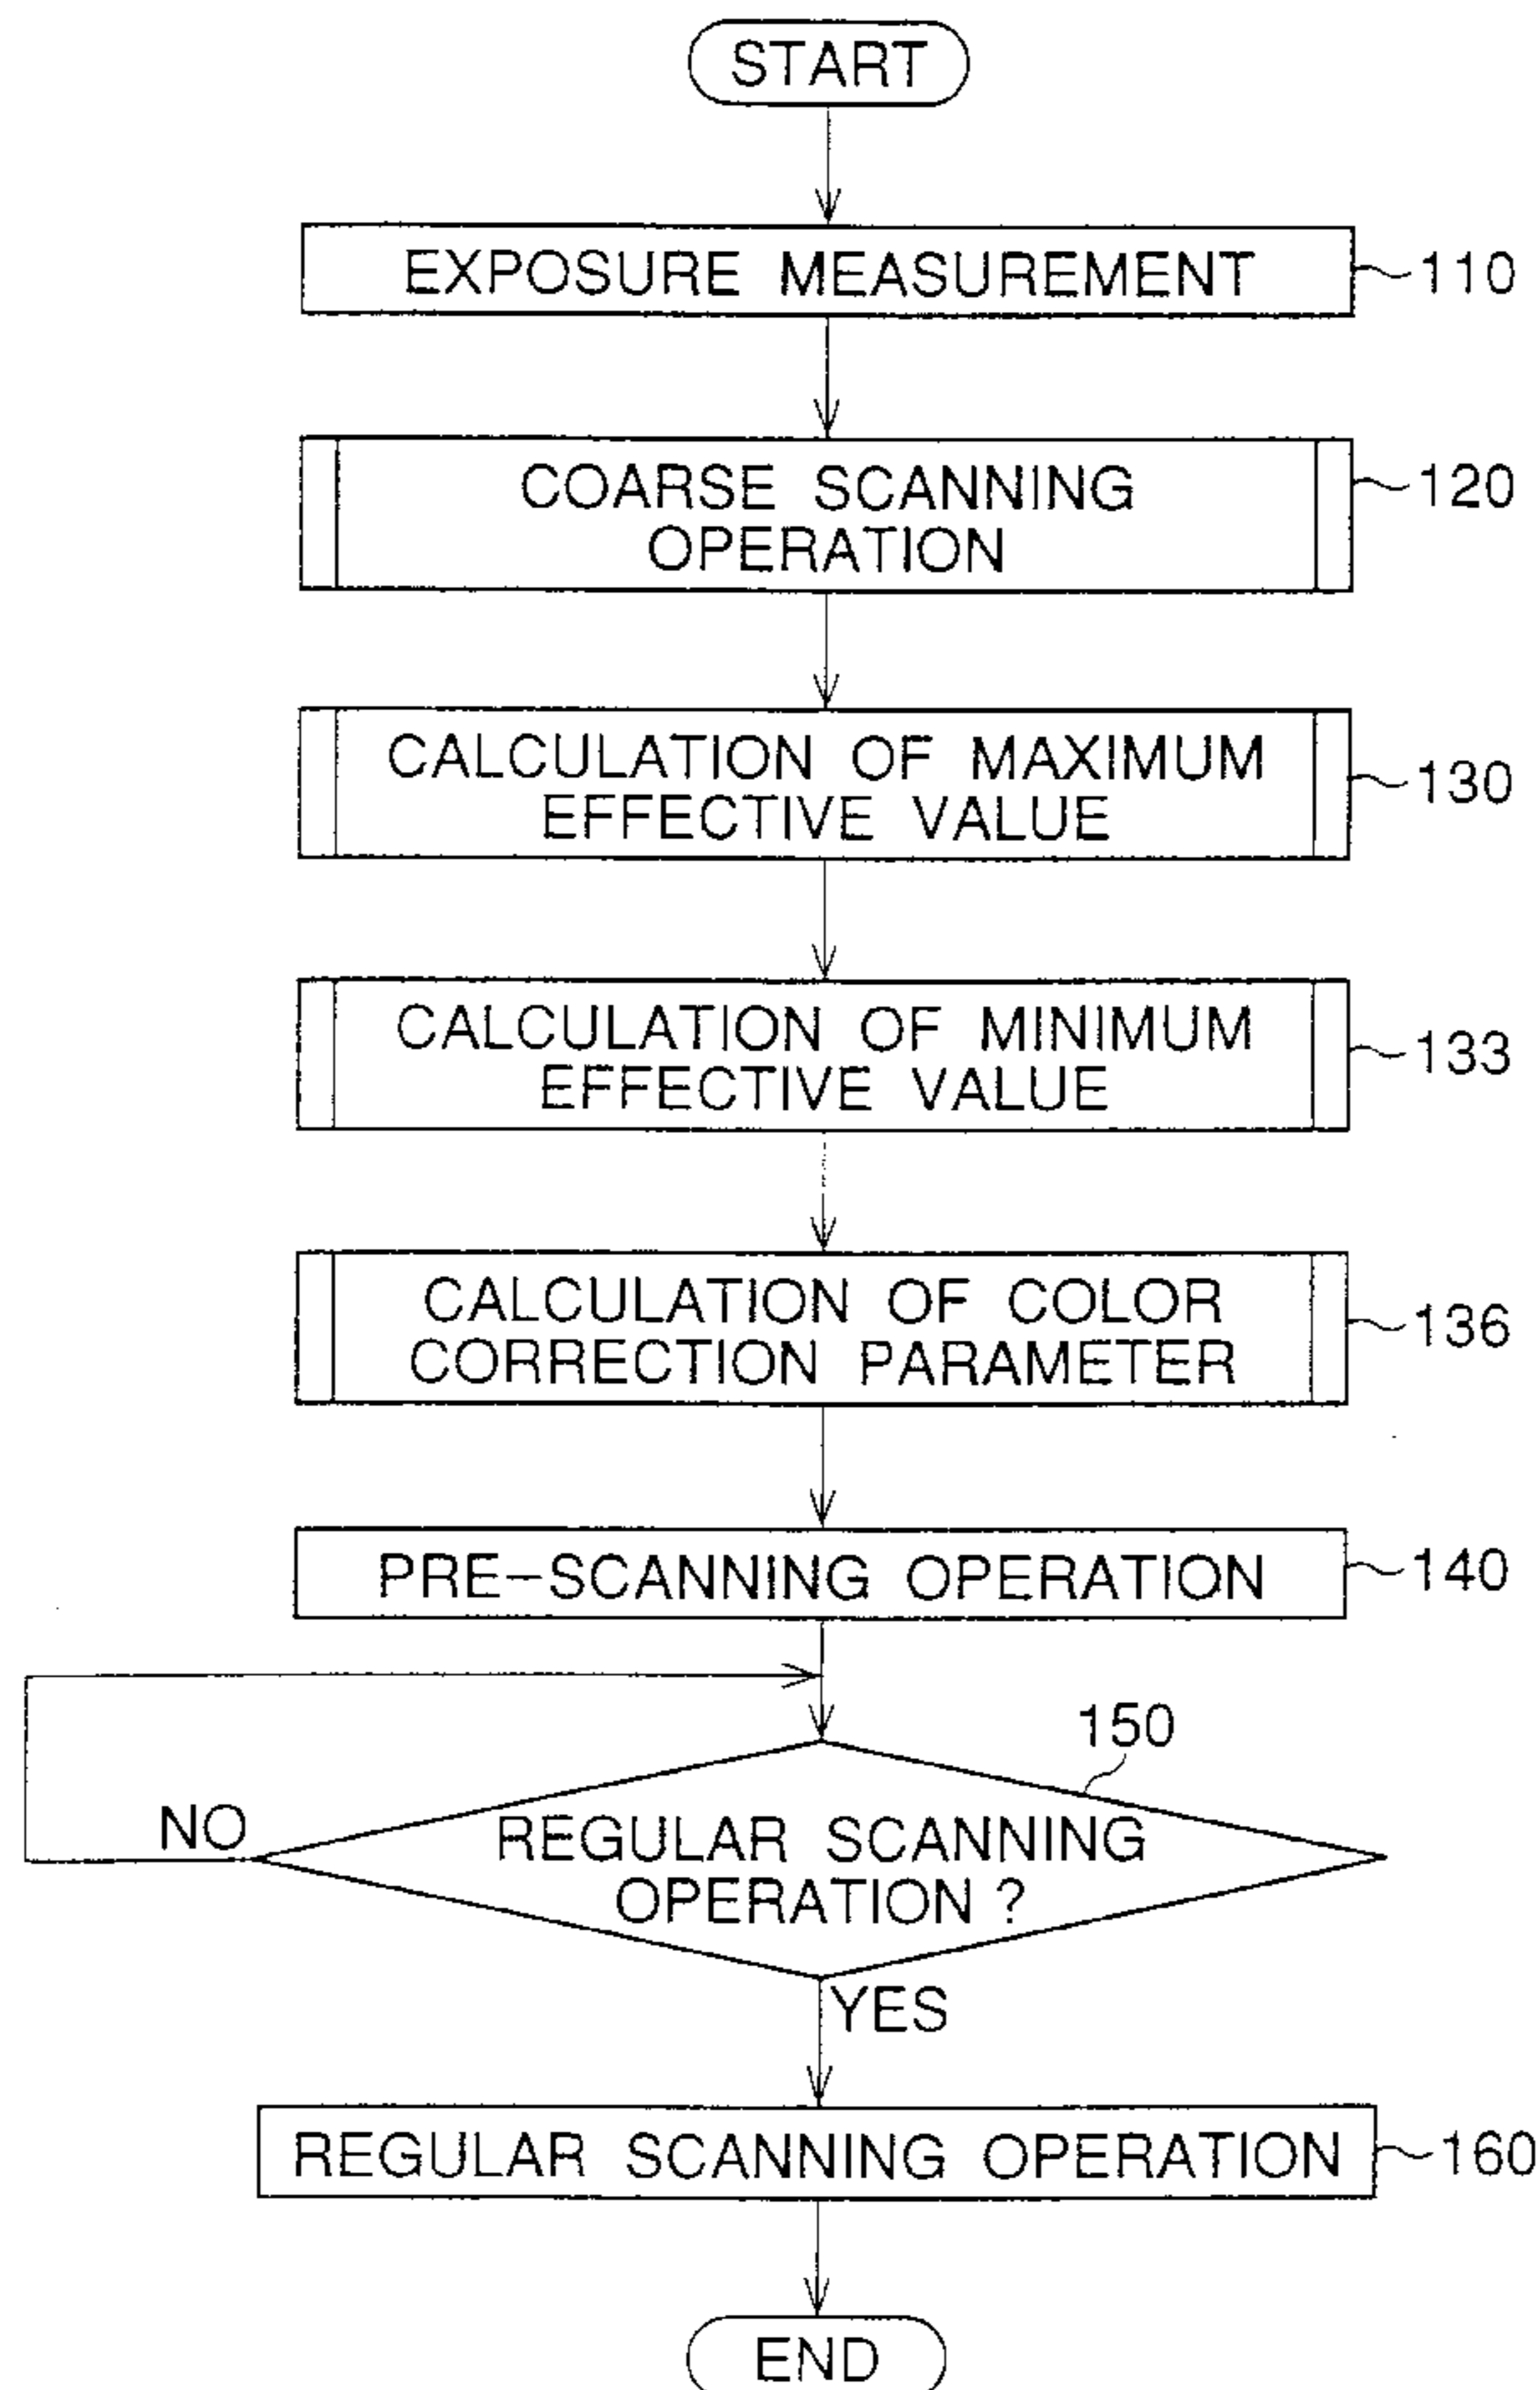 START
EXPOSURE MEASUREMENT
110
COARSE SCANNING
OPERATION
120
CALCULATION OF MAXIMUM
EFFECTIVE VALUE
130
CALCULATION OF MINIMUM
EFFECTIVE VALUE
133
CALCULATION OF COLOR
CORRECTION PARAMETER
136
PRE-SCANNING OPERATION
140
150
NO
REGULAR SCANNING
OPERATION ?
YES
REGULAR SCANNING OPERATION
160
END